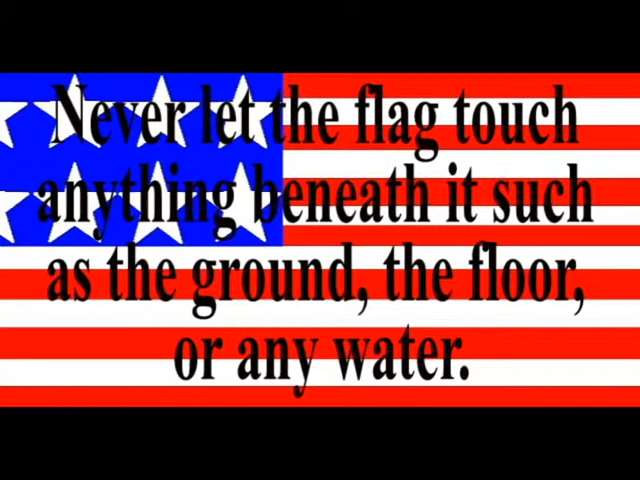 Never let the flag touch
anything beneath it such
as the ground, the floor,
or any water.